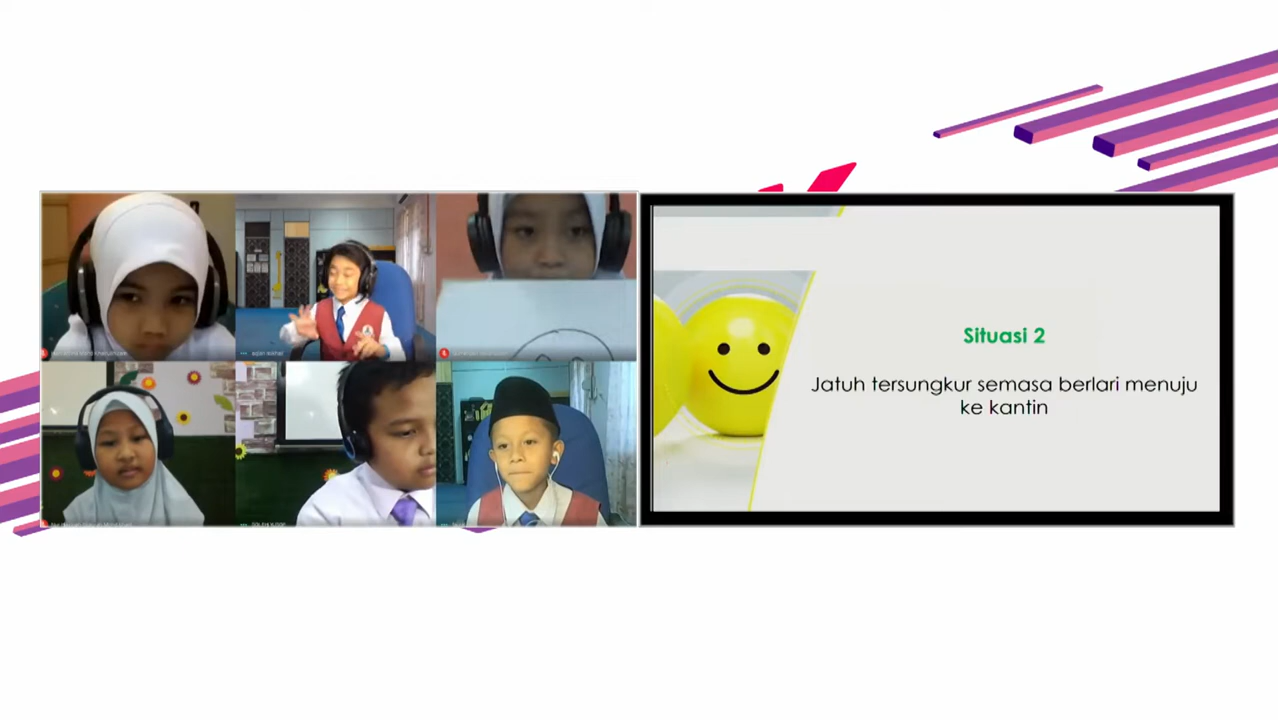 Situasi 2
Jatuh tersungkur semasa berlari menuju
ke kantin